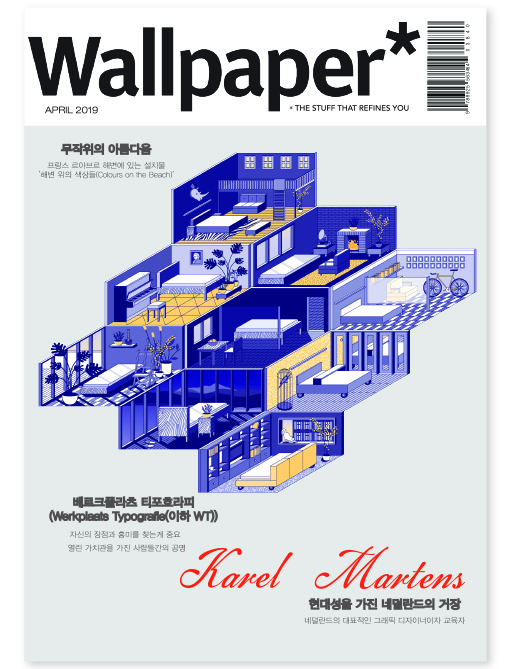 Wallpaper*
APRIL 2019
* THE STUFF THAT REFINES YOU
무작위의 아름다움
프랑스 르아브르 해변에 있는 설치물
'해변 위의 색상들(Colours on the Beach)'
베르크플라츠 티포흐라피
(Werkplaats Typografie(이하 WT))
자신의 장점과 흥미를 찾는게 중요
열린 가치관을 가진 사람들간의 공명
Karel Martens
현대성을 가진 네덜란드의 거장
네덜란드의 대표적인 그래픽 디자이너이자 교육자